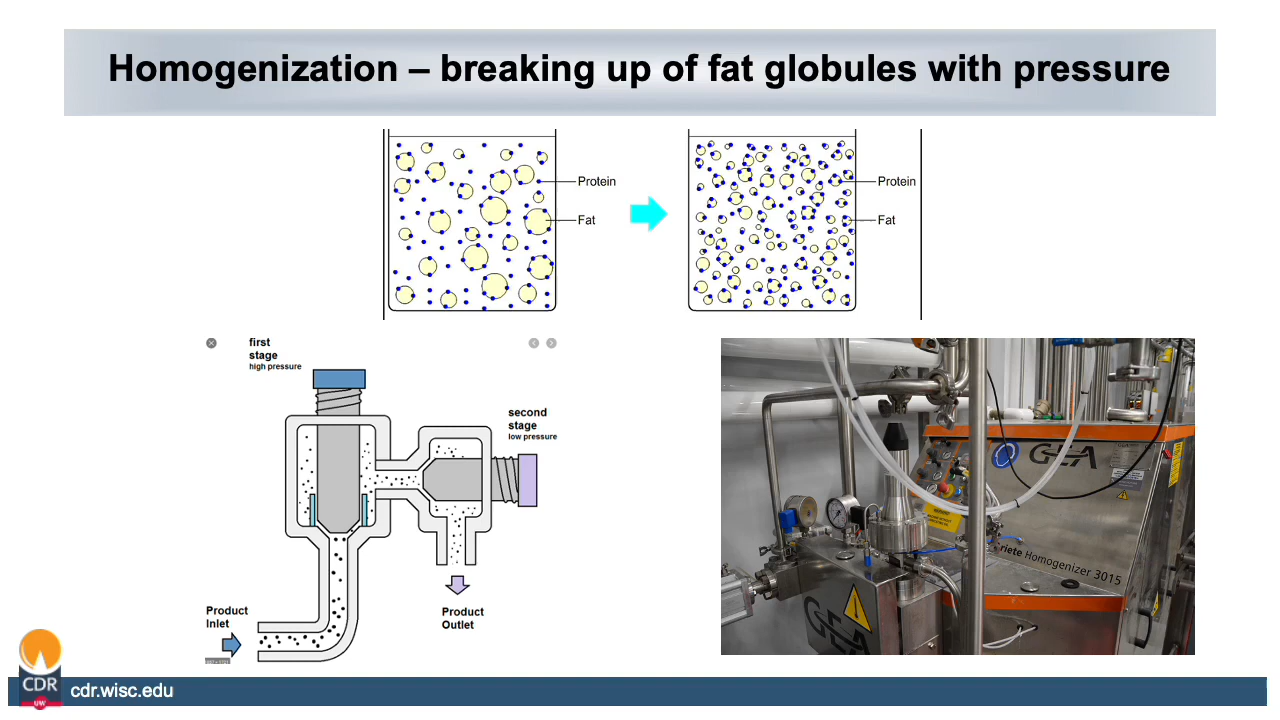 Homogenization – breaking up of fat globules with pressure
Protein
Fat
Protein
Fat
first
stage
high pressure
second
stage
low pressure
Product
Inlet
Product
Outlet
GEA
riete Homogenizer 3015
GEA
CDR
UW
cdr.wisc.edu